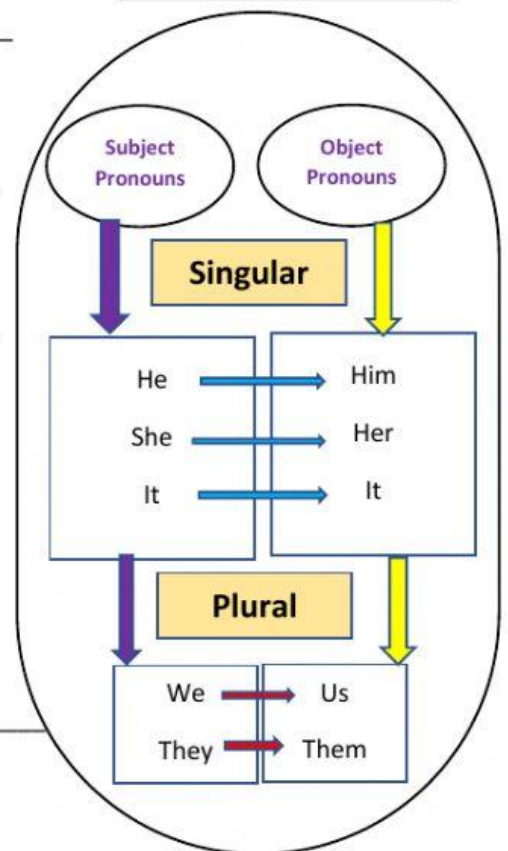 Subject
Pronouns
Object
Pronouns
Singular
He
Him
She
Her
It
It
Plural
We
Us
They
Them